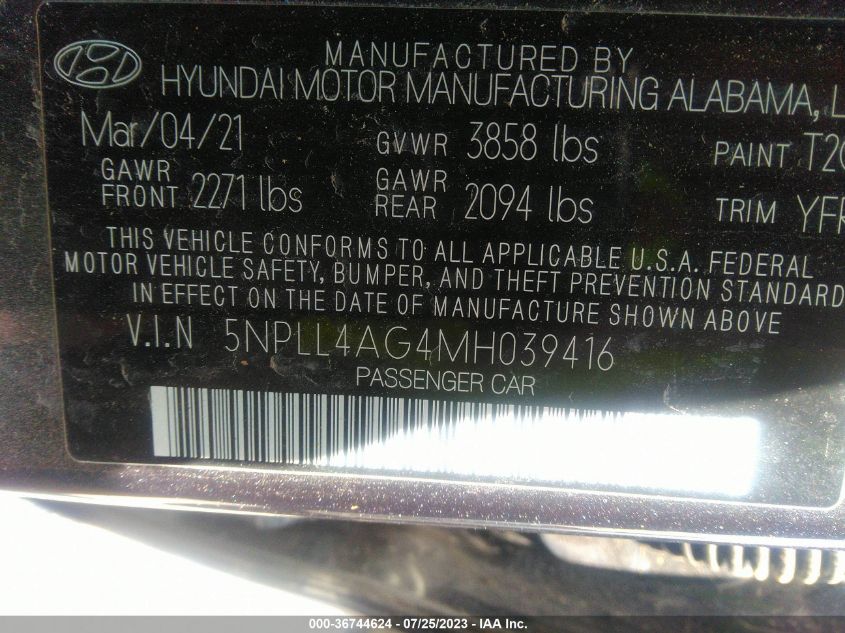 MANUFACTURED BY
HYUNDAI MOTOR MANUFACTURING ALABAMA, L
Mar/04/21 GVWR 3858 lbs PAINT T2
GAWR FRONT 2271 lbs GAWR REAR 2094 lbs TRIM YF
THIS VEHICLE CONFORMS TO ALL APPLICABLE U.S.A. FEDERAL
MOTOR VEHICLE SAFETY, BUMPER, AND THEFT PREVENTION STANDARD
IN EFFECT ON THE DATE OF MANUFACTURE SHOWN ABOVE
V.I.N 5NPLL4AG4MH039416
PASSENGER CAR
000-36744624 - 07/25/2023 - IAA Inc.